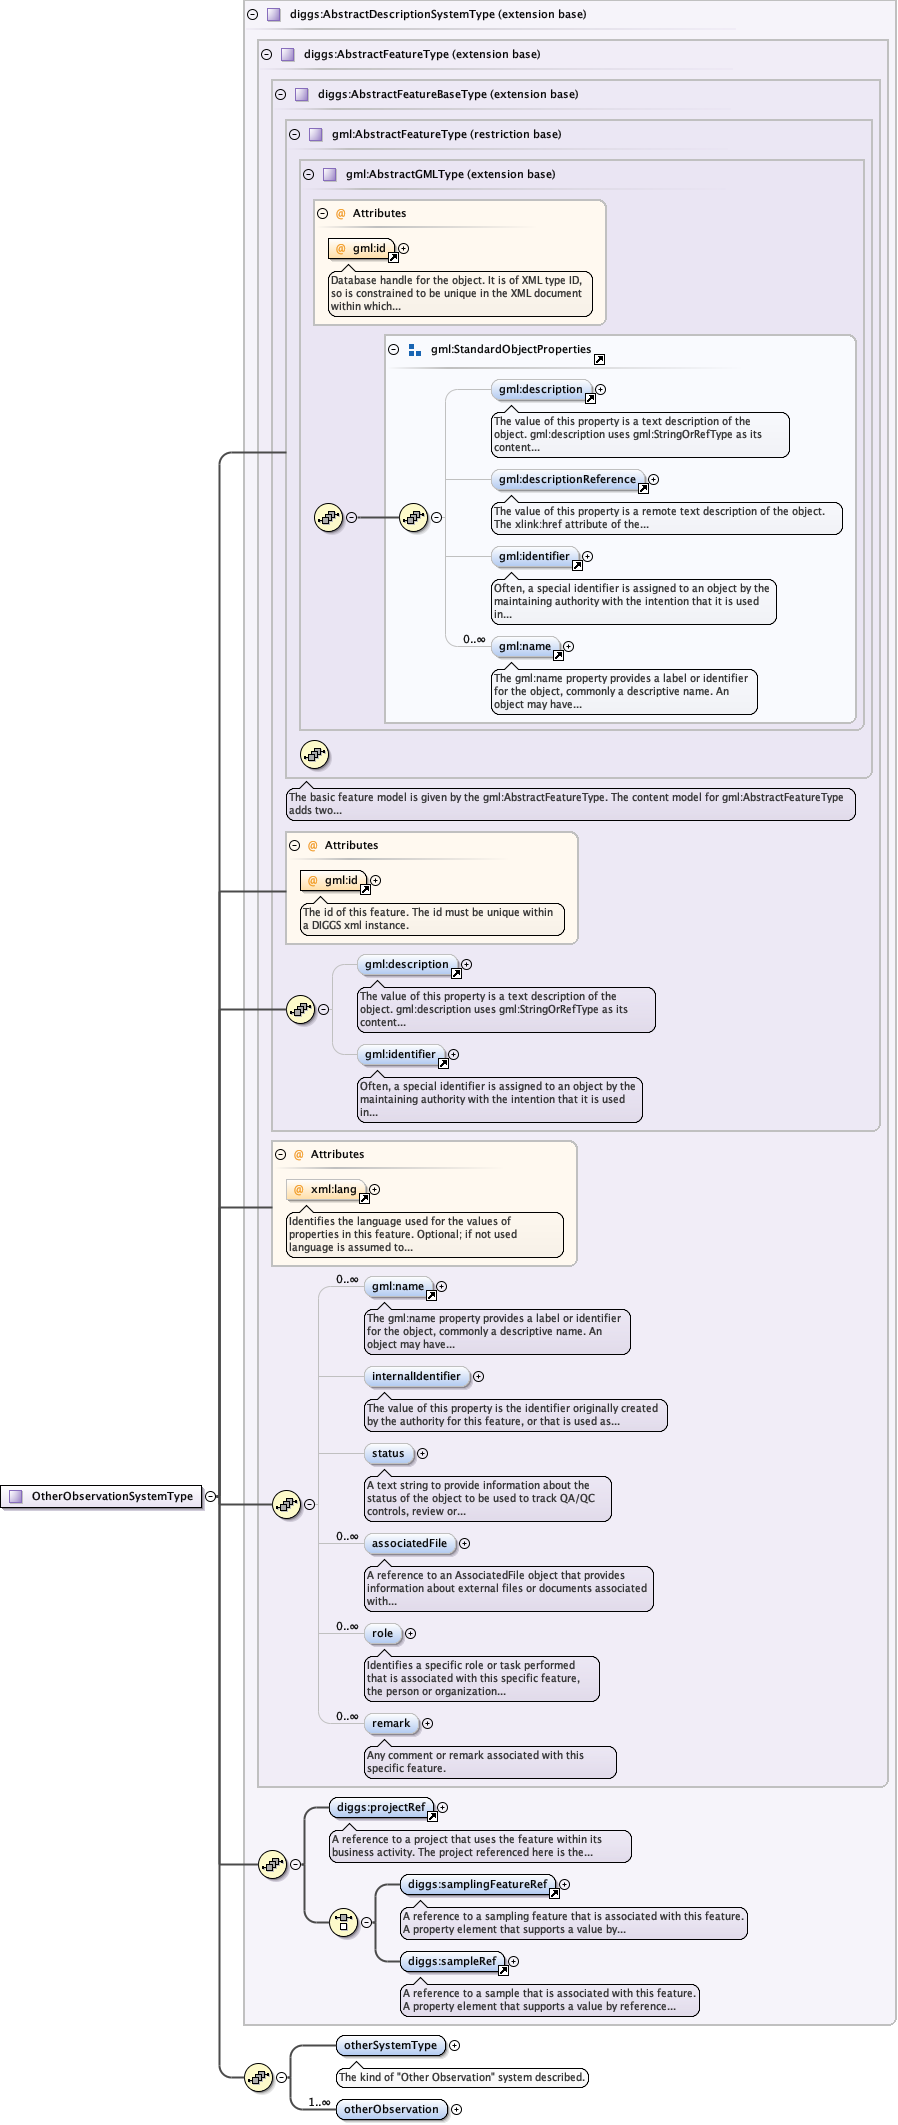 diggs:AbstractDescriptionSystemType (extension base)
diggs:AbstractFeatureType (extension base)
diggs:AbstractFeatureBaseType (extension base)
gml:AbstractFeatureType (restriction base)
gml:AbstractGMLType (extension base)
@ Attributes
@ gml:id
Database handle for the object. It is of XML type ID,
so is constrained to be unique in the XML document
within which...
gml:StandardObjectProperties
gml:description
The value of this property is a text description of the
object. gml:description uses gml:StringOrRefType as its
content...
gml:descriptionReference
The value of this property is a remote text description of the object.
The xlink:href attribute of the...
gml:identifier
Often, a special identifier is assigned to an object by the
maintaining authority with the intention that it is used
in...
0..∞
gml:name
The gml:name property provides a label or identifier
for the object, commonly a descriptive name. An
object may have...
The basic feature model is given by the gml:AbstractFeatureType. The content model for gml:AbstractFeatureType
adds two...
@ Attributes
@ gml:id
The id of this feature. The id must be unique within
a DIGGS xml instance.
gml:description
The value of this property is a text description of the
object. gml:description uses gml:StringOrRefType as its
content...
gml:identifier
Often, a special identifier is assigned to an object by the
maintaining authority with the intention that it is used
in...
@ Attributes
@ xml:lang
Identifies the language used for the values of
properties in this feature. Optional; if not used
language is assumed to...
0..∞
gml:name
The gml:name property provides a label or identifier
for the object, commonly a descriptive name. An
object may have...
internalIdentifier
The value of this property is the identifier originally created
by the authority for this feature, or that is used as...
status
A text string to provide information about the
status of the object to be used to track QA/QC
controls, review or...
OtherObservationSystemType
0..∞
associatedFile
A reference to an AssociatedFile object that provides
information about external files or documents associated
with...
0..∞
role
Identifies a specific role or task performed
that is associated with this specific feature,
the person or organization...
0..∞
remark
Any comment or remark associated with this
specific feature.
diggs:projectRef
A reference to a project that uses the feature within its
business activity. The project referenced here is the...
diggs:samplingFeatureRef
A reference to a sampling feature that is associated with this feature.
A property element that supports a value by...
diggs:sampleRef
A reference to a sample that is associated with this feature.
A property element that supports a value by reference...
otherSystemType
The kind of "Other Observation" system described.
1..∞
otherObservation